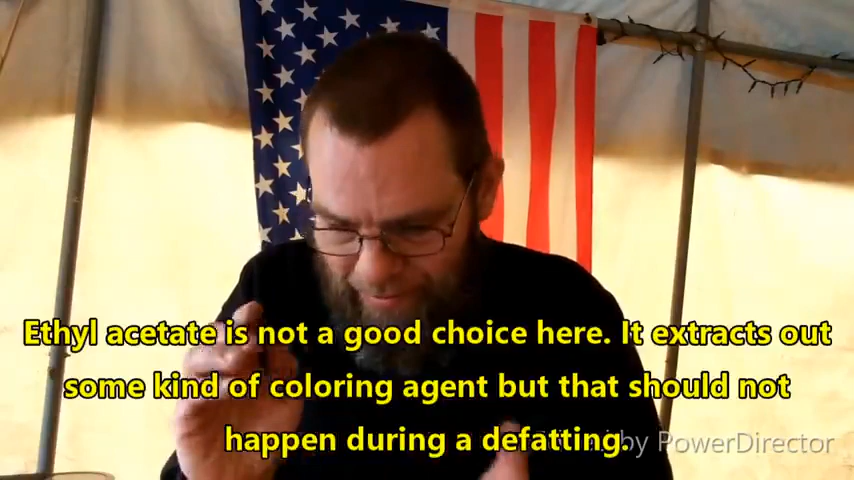 Ethyl acetate is not a good choice here. It extracts out
some kind of coloring agent but that should not
happen during a defatting.
by PowerDirector